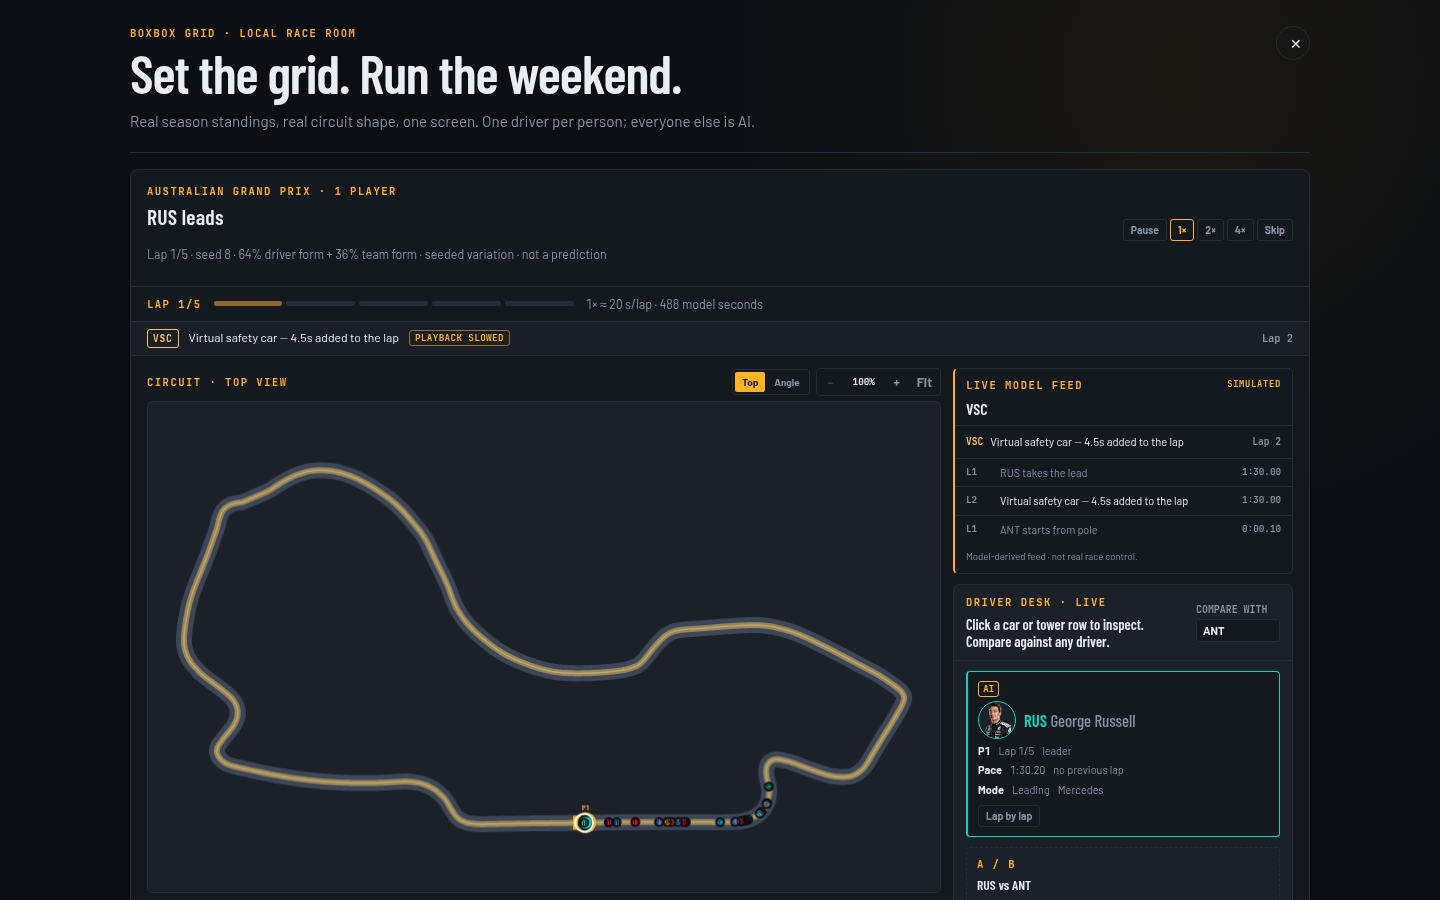 BOXBOX GRID · LOCAL RACE ROOM
Set the grid. Run the weekend.
Real season standings, real circuit shape, one screen. One driver per person; everyone else is AI.
×
AUSTRALIAN GRAND PRIX · 1 PLAYER
RUS leads
Lap 1/5 · seed 8 · 64% driver form + 36% team form · seeded variation · not a prediction
Pause 1× 2× 4× Skip
LAP 1/5 1× ≈ 20 s/lap · 488 model seconds
VSC Virtual safety car — 4.5s added to the lap PLAYBACK SLOWED Lap 2
CIRCUIT · TOP VIEW
Top Angle − 100% + Fit
P1
LIVE MODEL FEED SIMULATED
VSC
VSC Virtual safety car — 4.5s added to the lap Lap 2
L1 RUS takes the lead 1:30.00
L2 Virtual safety car — 4.5s added to the lap 1:30.00
L1 ANT starts from pole 0:00.10
Model-derived feed · not real race control.
DRIVER DESK · LIVE
Click a car or tower row to inspect.
Compare against any driver.
COMPARE WITH
ANT
AI
RUS George Russell
P1 Lap 1/5 leader
Pace 1:30.20 no previous lap
Mode Leading Mercedes
Lap by lap
A / B
RUS vs ANT